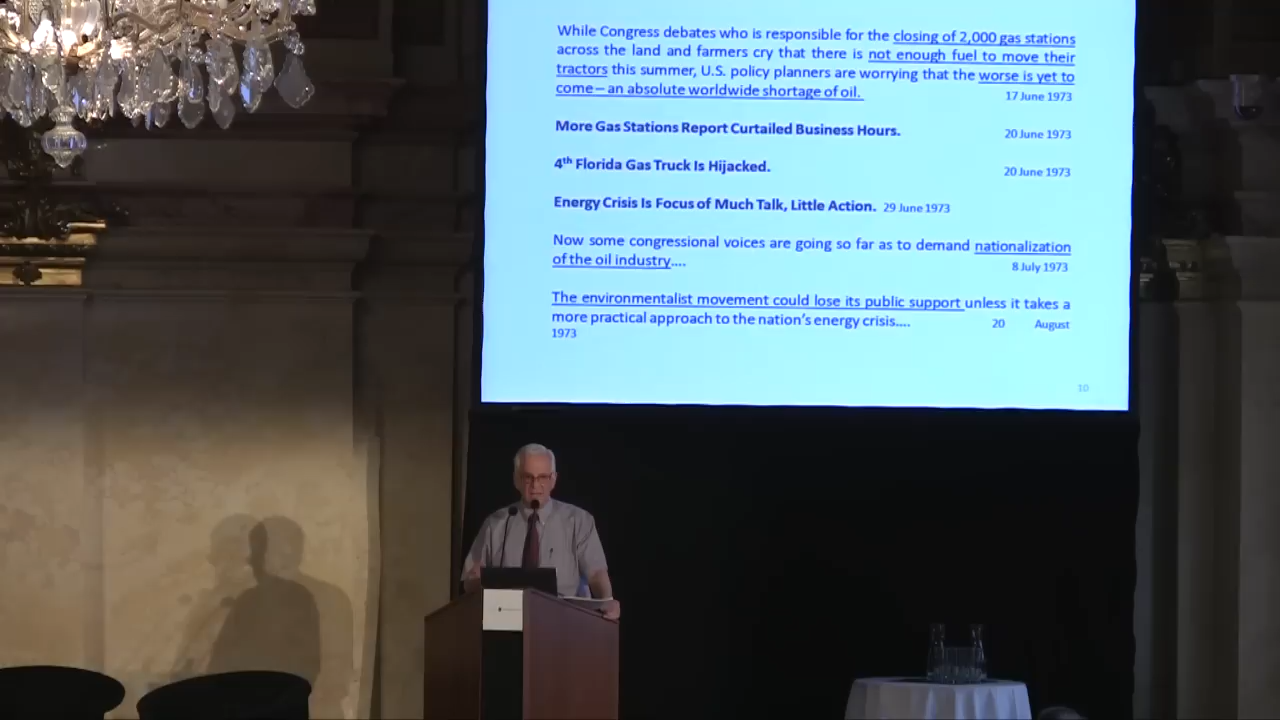 While Congress debates who is responsible for the closing of 2,000 gas stations
across the land and farmers cry that there is not enough fuel to move their
tractors this summer, U.S. policy planners are worrying that the worse is yet to
come – an absolute worldwide shortage of oil. 17 June 1973
More Gas Stations Report Curtailed Business Hours. 20 June 1973
4th Florida Gas Truck Is Hijacked. 20 June 1973
Energy Crisis Is Focus of Much Talk, Little Action. 29 June 1973
Now some congressional voices are going so far as to demand nationalization
of the oil industry.... 8 July 1973
The environmentalist movement could lose its public support unless it takes a
more practical approach to the nation's energy crisis.... 20 August
1973
10